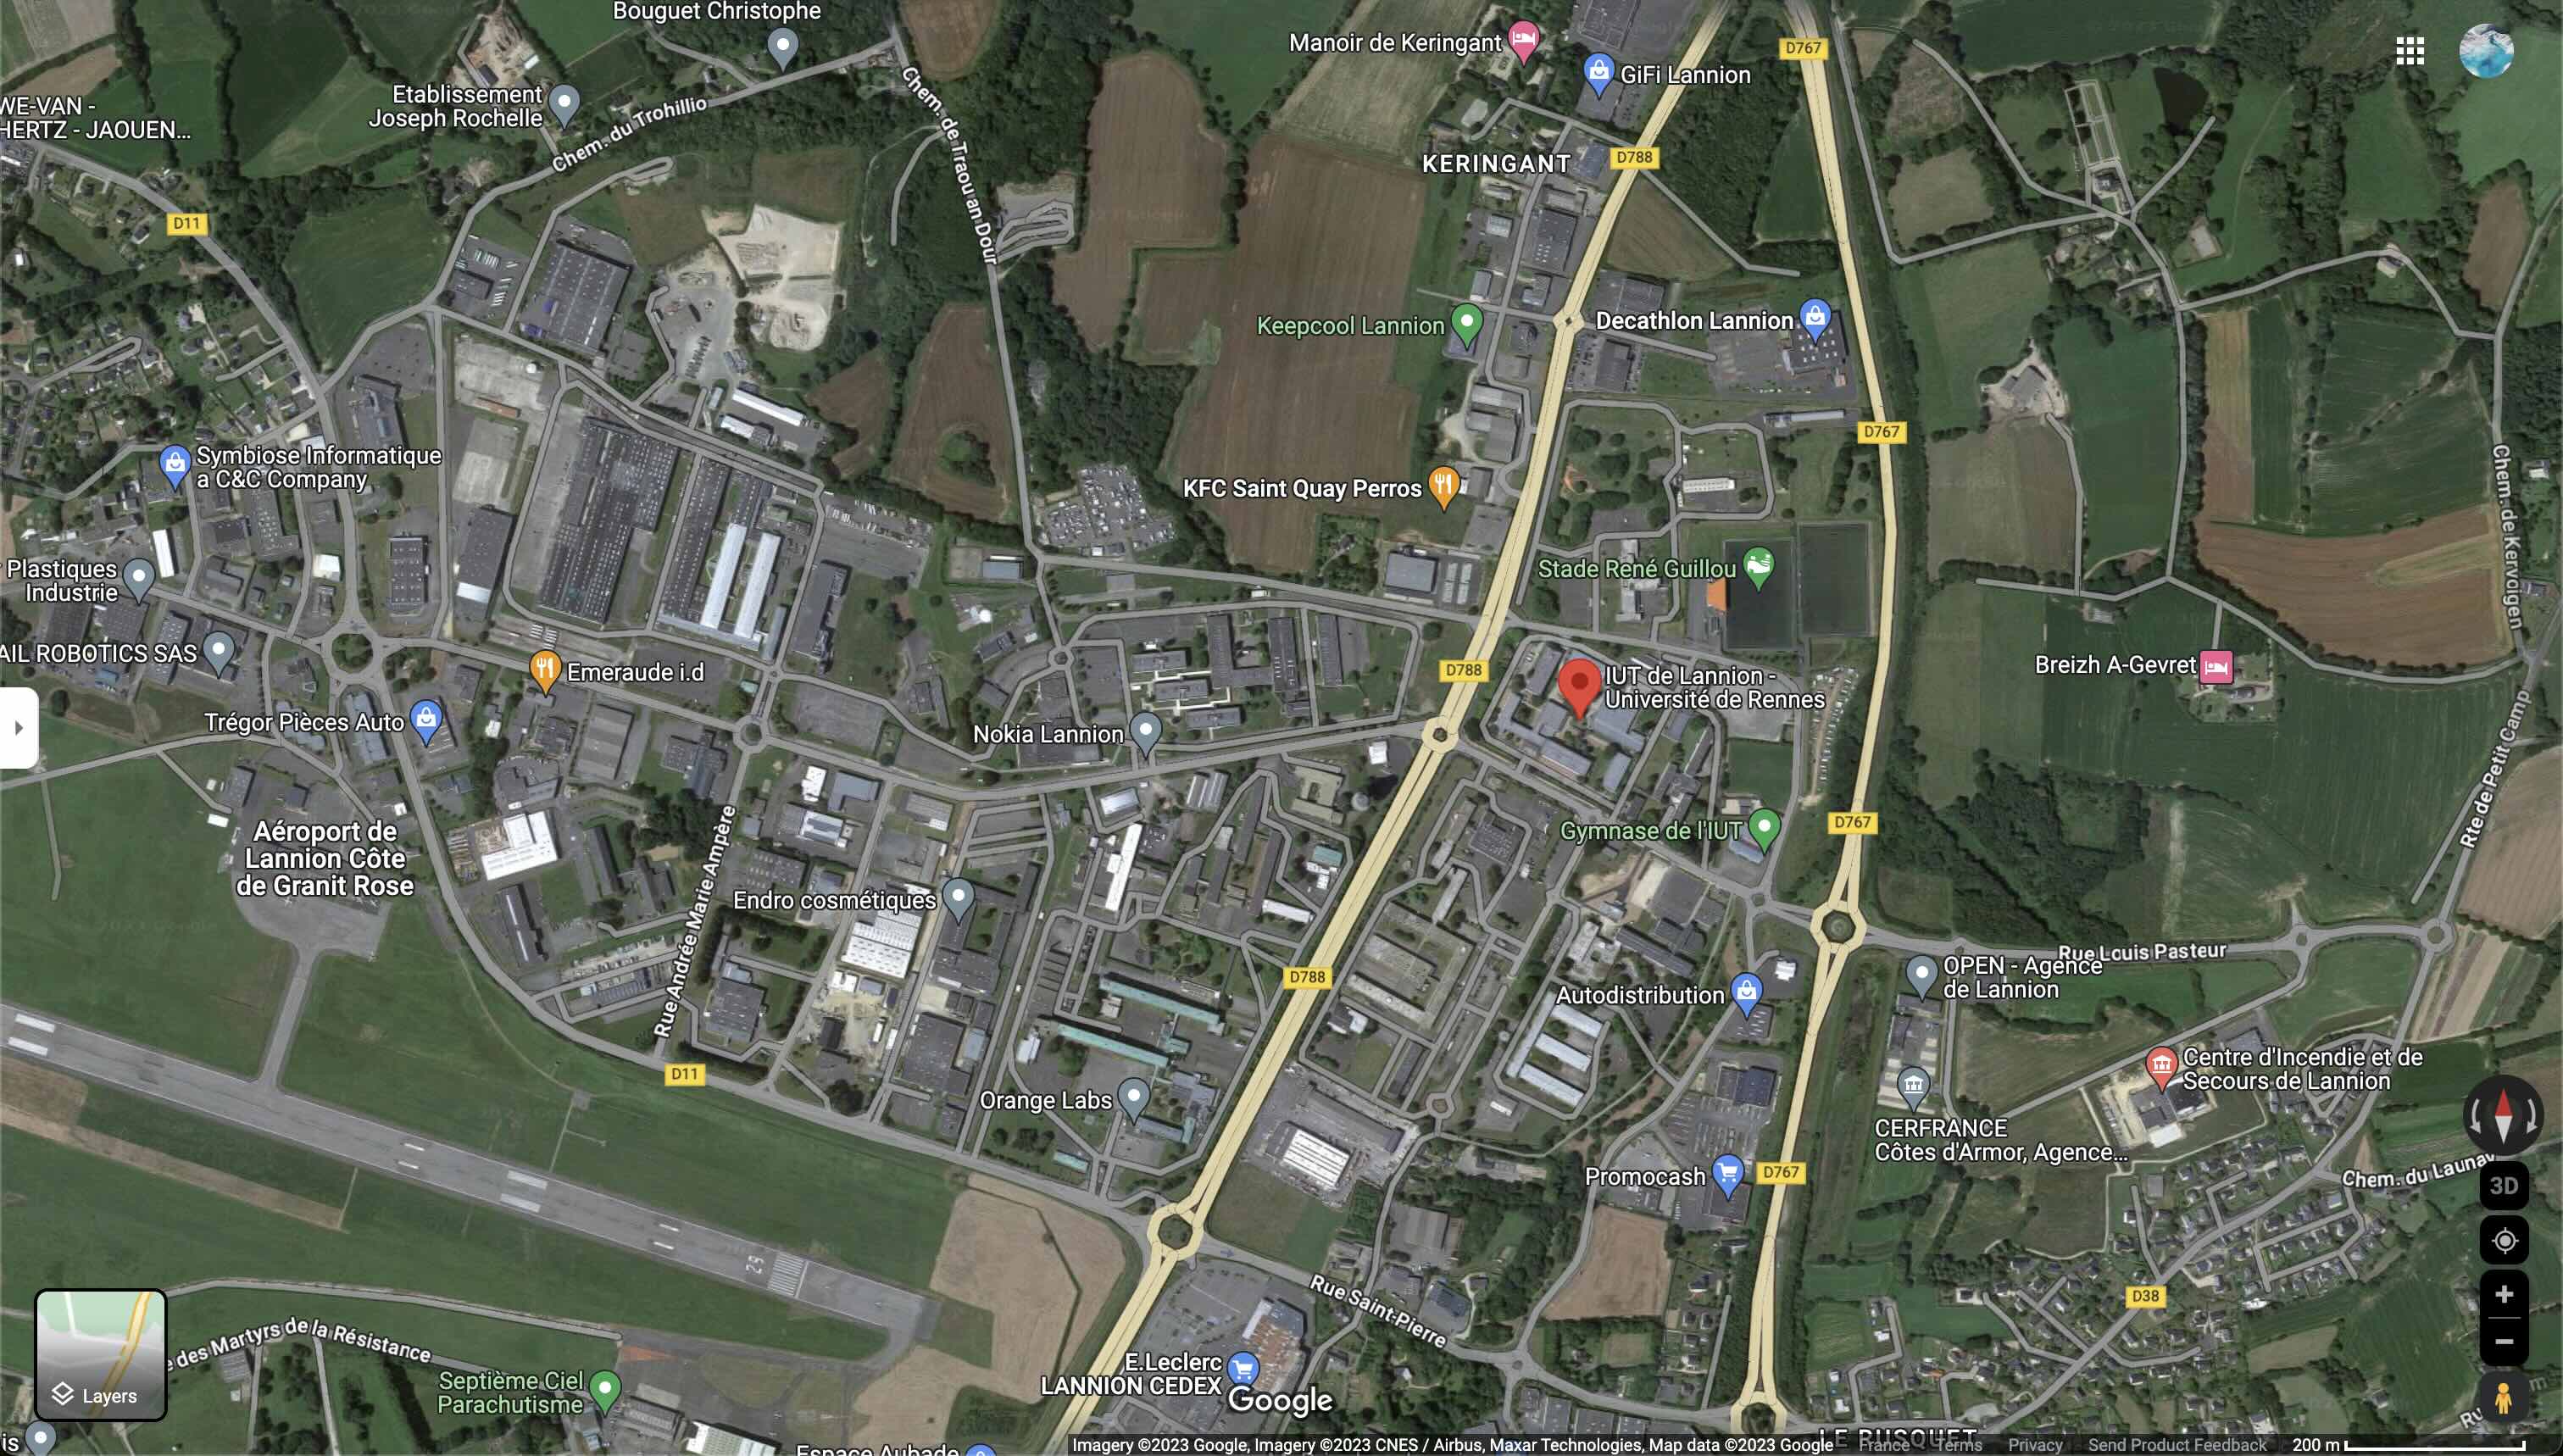 Bouguet Christophe
Manoir de Keringant
D767
GiFi Lannion
Etablissement
Joseph Rochelle
WE-VAN -
HERTZ - JAOUEN...
Chem. du Trohillio
Chem. de Traou an Dour
KERINGANT
D788
D11
Keepcool Lannion
Decathlon Lannion
D767
Symbiose Informatique
a C&C Company
KFC Saint Quay Perros
Chem. de Kervoigen
Plastiques
Industrie
Stade René Guillou
AIL ROBOTICS SAS
Emeraude i.d
D788
IUT de Lannion -
Université de Rennes
Breizh A-Gevret
Trégor Pièces Auto
Nokia Lannion
Rte de Petit Camp
Aéroport de
Lannion Côte
de Granit Rose
Rue Andrée Marie Ampère
Gymnase de l'IUT
D767
Endro cosmétiques
Rue Louis Pasteur
D788
OPEN - Agence
de Lannion
Autodistribution
D11
Orange Labs
Centre d'Incendie et de
Secours de Lannion
CERFRANCE
Côtes d'Armor, Agence...
Promocash
D767
Chem. du Launay
3D
25
Rue Saint-Pierre
D38
e des Martyrs de la Résistance
Layers
Septième Ciel
Parachutisme
E.Leclerc
LANNION CEDEX
Google
is
Espace Aubade
LE RUSQUET
Ru
Imagery ©2023 Google, Imagery ©2023 CNES / Airbus, Maxar Technologies, Map data ©2023 Google France Terms Privacy Send Product Feedback 200 m